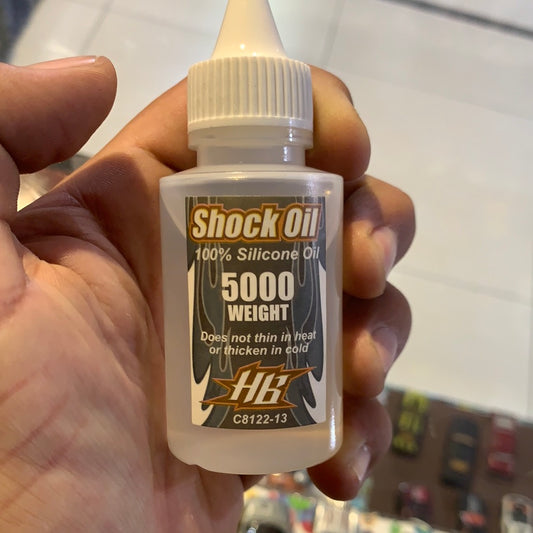 Shock Oil
100% Silicone Oil
5000
WEIGHT
Does not thin in heat
or thicken in cold
HB
C8122-13